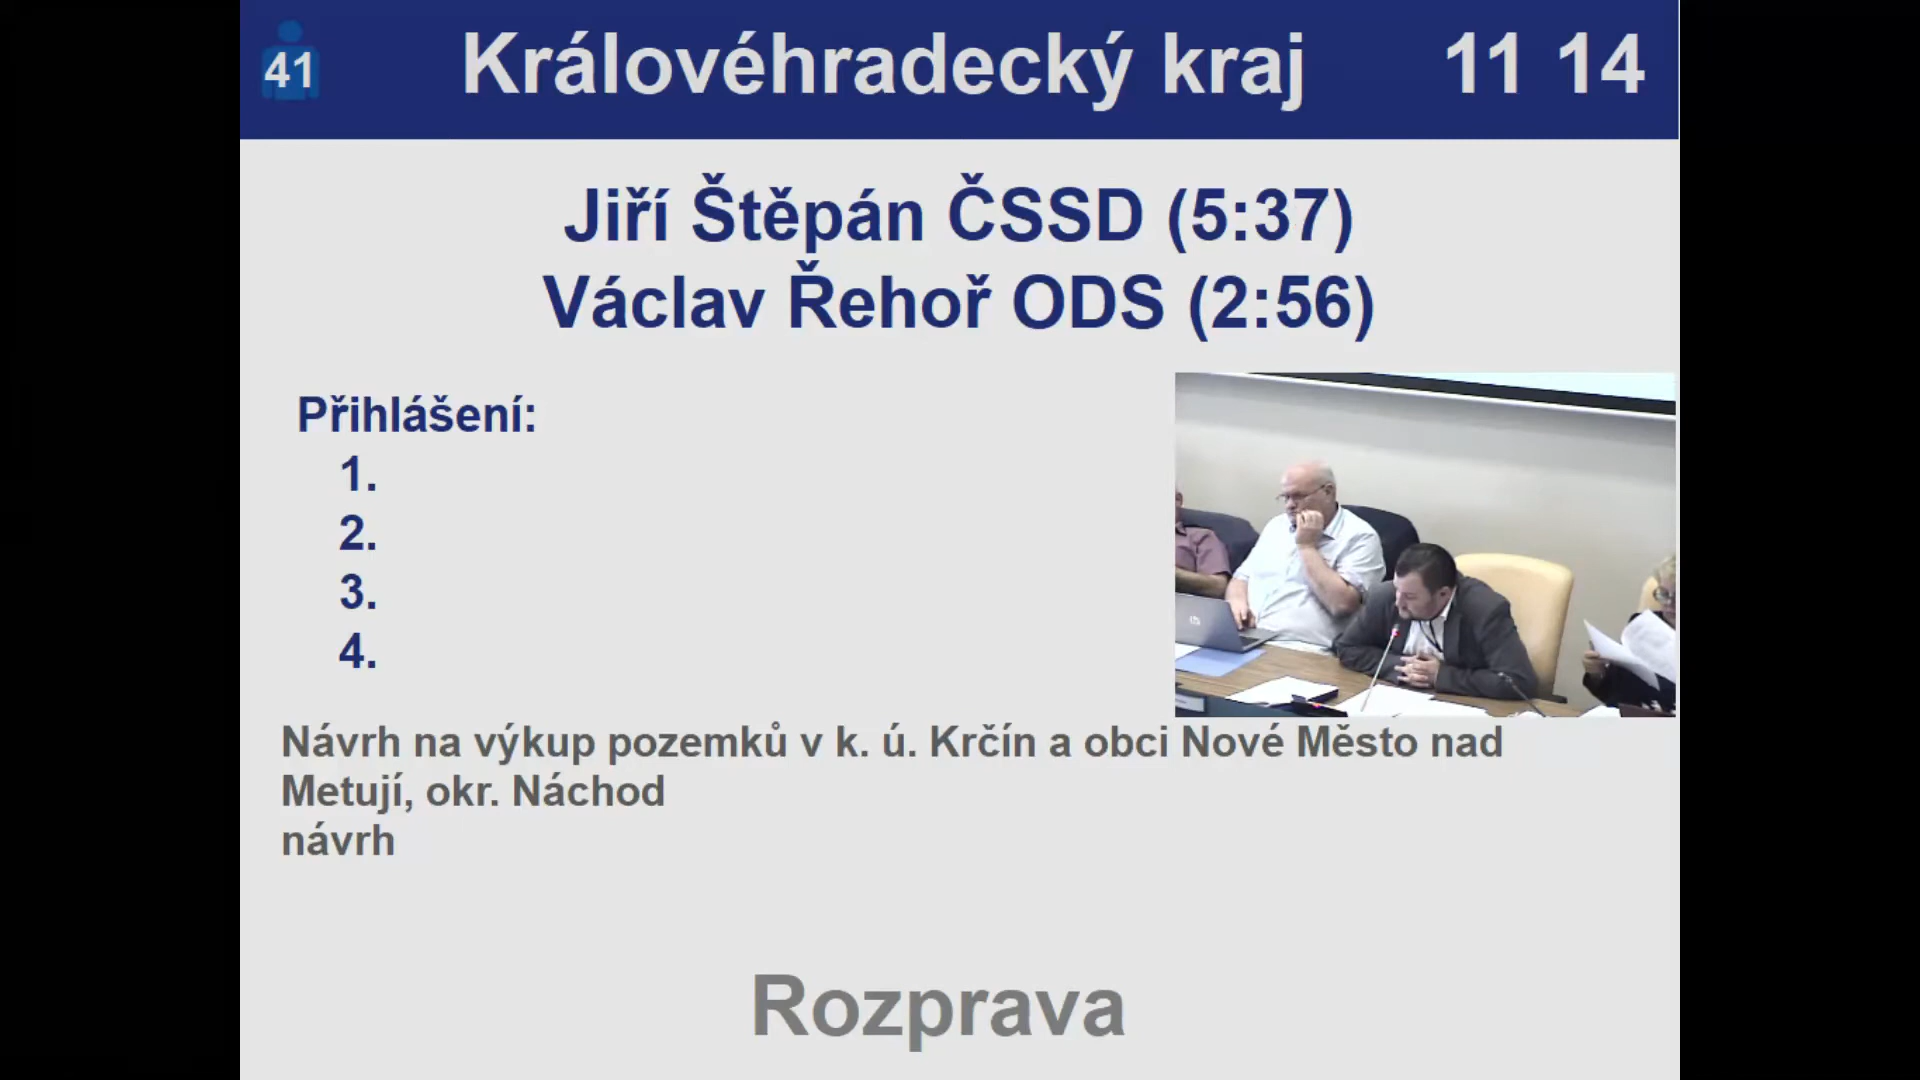 41
Královéhradecký kraj
11 14
Jiří Štěpán ČSSD (5:37)
Václav Řehoř ODS (2:56)
Přihlášení:
1.
2.
3.
4.
Návrh na výkup pozemků v k. ú. Krčín a obci Nové Město nad
Metují, okr. Náchod
návrh
Rozprava